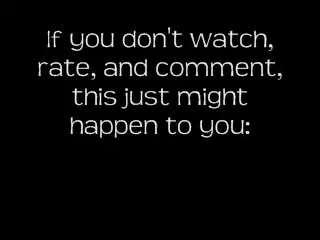 If you don't watch,
rate, and comment,
this just might
happen to you: